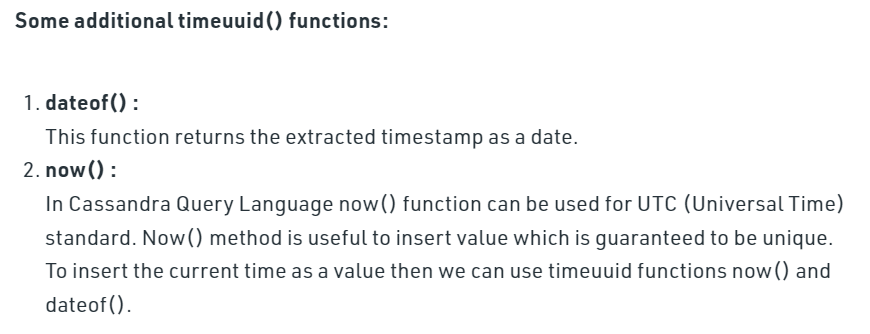 Some additional timeuuid() functions:
1. dateof() :
This function returns the extracted timestamp as a date.
2. now() :
In Cassandra Query Language now() function can be used for UTC (Universal Time)
standard. Now() method is useful to insert value which is guaranteed to be unique.
To insert the current time as a value then we can use timeuuid functions now() and
dateof().